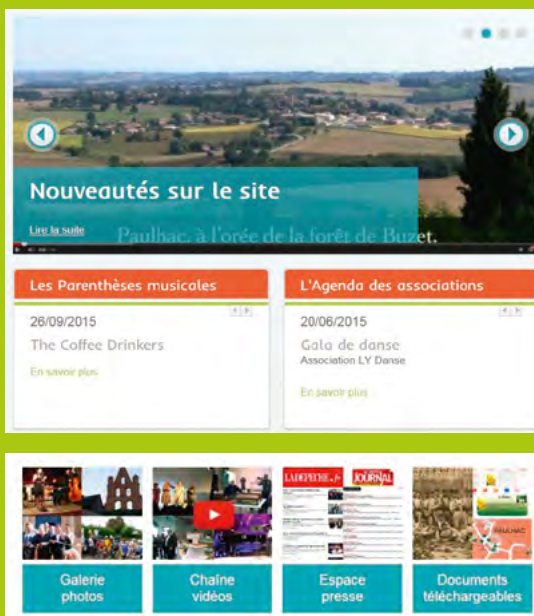 Nouveautés sur le site
Lire la suite
Paulhac, à l'orée de la forêt de Buzet.
Les Parenthèses musicales
26/09/2015
The Coffee Drinkers
En savoir plus
L'Agenda des associations
20/06/2015
Gala de danse
Association LY Danse
En savoir plus
LADEPECHE.fr
JOURNAL
PAULHAC
Galerie
photos
Chaîne
vidéos
Espace
presse
Documents
téléchargeables